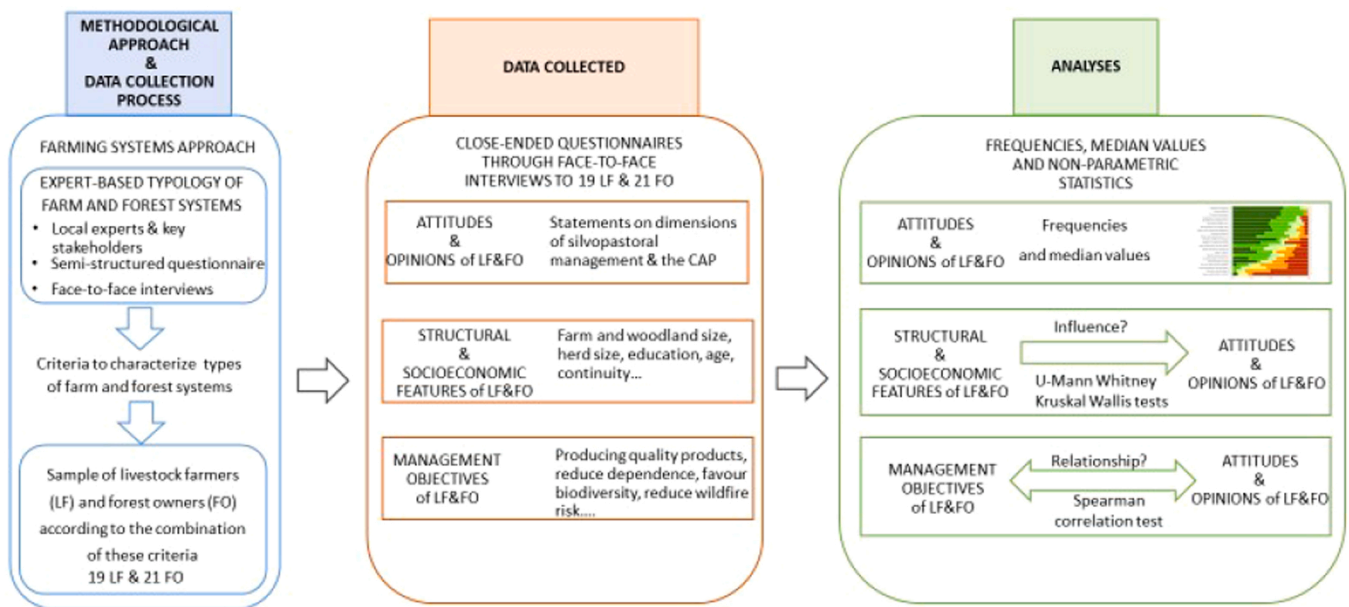 METHODOLOGICAL
APPROACH
&
DATA COLLECTION
PROCESS
FARMING SYSTEMS APPROACH
EXPERT-BASED TYPOLOGY OF
FARM AND FOREST SYSTEMS
• Local experts & key
stakeholders
• Semi-structured questionnaire
• Face-to-face interviews
Criteria to characterize types
of farm and forest systems
Sample of livestock farmers
(LF) and forest owners (FO)
according to the combination
of these criteria
19 LF & 21 FO
DATA COLLECTED
CLOSE-ENDED QUESTIONNAIRES
THROUGH FACE-TO-FACE
INTERVIEWS TO 19 LF & 21 FO
ATTITUDES
&
OPINIONS of LF&FO
Statements on dimensions
of silvopastoral
management & the CAP
STRUCTURAL
&
SOCIOECONOMIC
FEATURES of LF&FO
Farm and woodland size,
herd size, education, age,
continuity...
MANAGEMENT
OBJECTIVES
of LF&FO
Producing quality products,
reduce dependence, favour
biodiversity, reduce wildfire
risk....
ANALYSES
FREQUENCIES, MEDIAN VALUES
AND NON-PARAMETRIC
STATISTICS
ATTITUDES
&
OPINIONS of LF&FO
Frequencies
and median values
STRUCTURAL
&
SOCIOECONOMIC
FEATURES of LF&FO
Influence?
U-Mann Whitney
Kruskal Wallis tests
ATTITUDES
&
OPINIONS of LF&FO
MANAGEMENT
OBJECTIVES
of LF&FO
Relationship?
Spearman
correlation test
ATTITUDES
&
OPINIONS of LF&FO